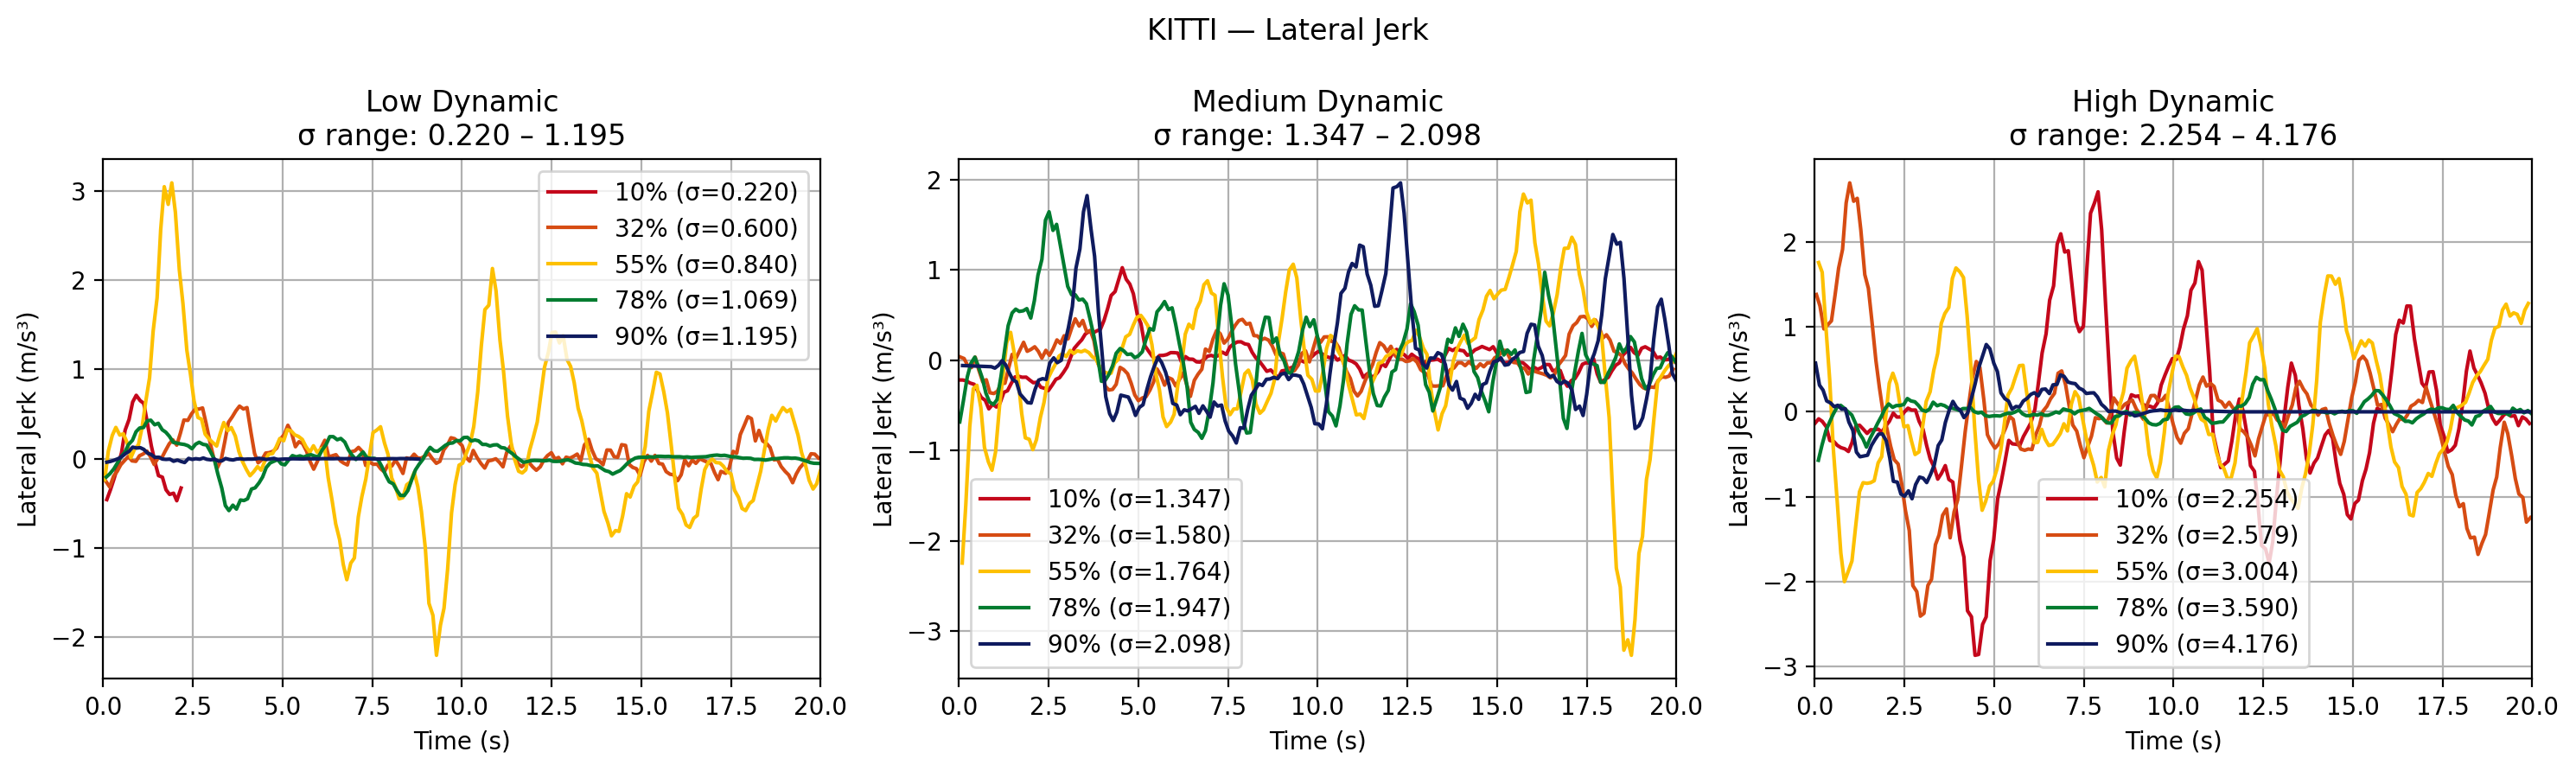 KITTI — Lateral Jerk
Low Dynamic
σ range: 0.220 – 1.195
Lateral Jerk (m/s³)
3
2
1
0
−1
−2
10% (σ=0.220)
32% (σ=0.600)
55% (σ=0.840)
78% (σ=1.069)
90% (σ=1.195)
0.0 2.5 5.0 7.5 10.0 12.5 15.0 17.5 20.0
Time (s)
Medium Dynamic
σ range: 1.347 – 2.098
Lateral Jerk (m/s³)
2
1
0
−1
−2
−3
10% (σ=1.347)
32% (σ=1.580)
55% (σ=1.764)
78% (σ=1.947)
90% (σ=2.098)
0.0 2.5 5.0 7.5 10.0 12.5 15.0 17.5 20.0
Time (s)
High Dynamic
σ range: 2.254 – 4.176
Lateral Jerk (m/s³)
2
1
0
−1
−2
−3
10% (σ=2.254)
32% (σ=2.579)
55% (σ=3.004)
78% (σ=3.590)
90% (σ=4.176)
0.0 2.5 5.0 7.5 10.0 12.5 15.0 17.5 20.0
Time (s)